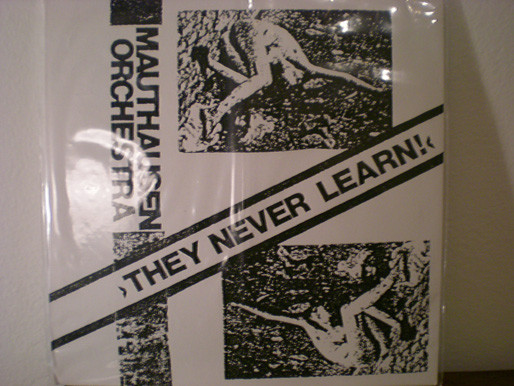 MAUTHAUSEN
ORCHESTRA
›THEY NEVER LEARN!‹